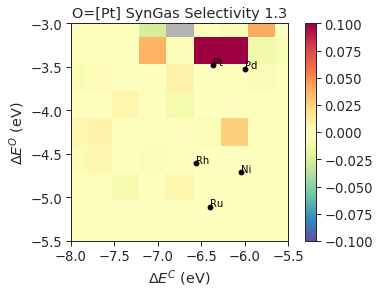 O=[Pt] SynGas Selectivity 1.3
−3.0
−3.5
−4.0
−4.5
−5.0
−5.5
ΔE^O (eV)
Pt
Pd
Rh
Ni
Ru
−8.0 −7.5 −7.0 −6.5 −6.0 −5.5
ΔE^C (eV)
0.100
0.075
0.050
0.025
0.000
−0.025
−0.050
−0.075
−0.100